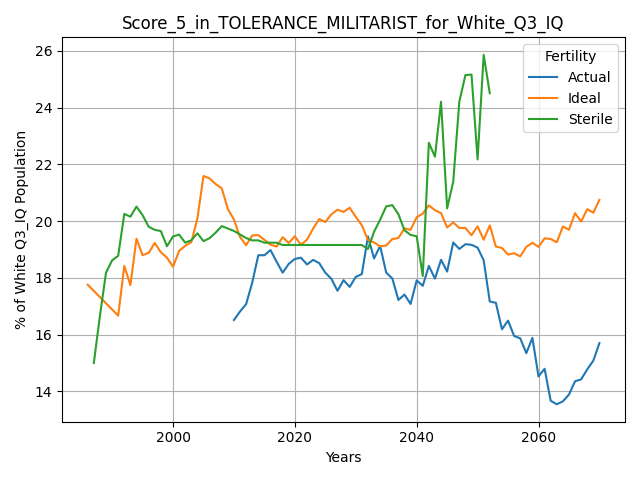 Score_5_in_TOLERANCE_MILITARIST_for_White_Q3_IQ
Fertility
Actual
Ideal
Sterile
% of White Q3_IQ Population
26
24
22
20
18
16
14
2000
2020
2040
2060
Years